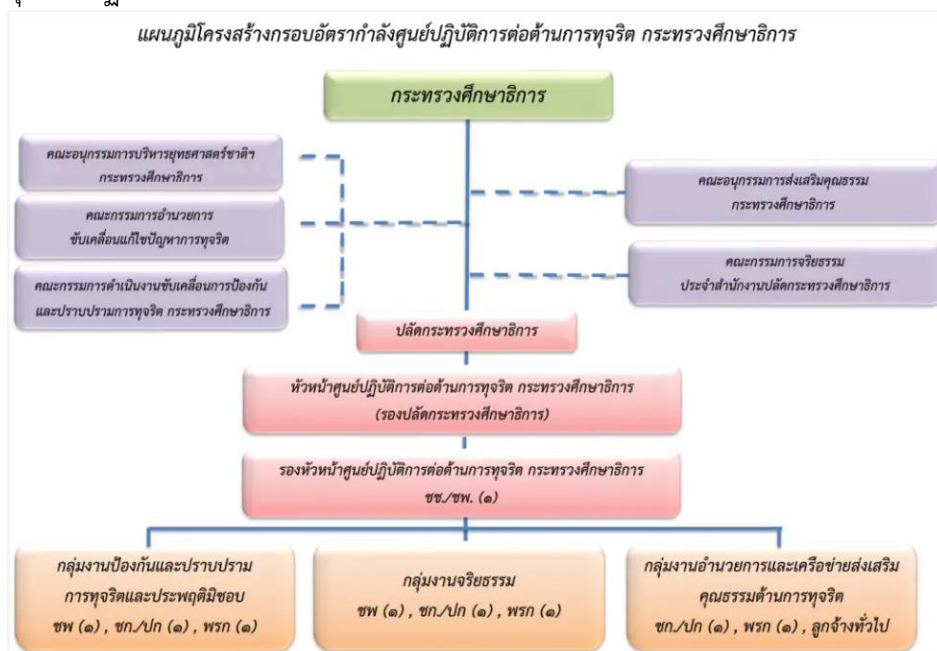 แผนภูมิโครงสร้างกรอบอัตรากำลังศูนย์ปฏิบัติการต่อต้านการทุจริต กระทรวงศึกษาธิการ
กระทรวงศึกษาธิการ
คณะอนุกรรมการบริหารยุทธศาสตร์ชาติฯ
กระทรวงศึกษาธิการ
คณะกรรมการอำนวยการ
ขับเคลื่อนแก้ไขปัญหาการทุจริต
คณะกรรมการดำเนินงานขับเคลื่อนการป้องกัน
และปราบปรามการทุจริต กระทรวงศึกษาธิการ
คณะอนุกรรมการส่งเสริมคุณธรรม
กระทรวงศึกษาธิการ
คณะกรรมการจริยธรรม
ประจำสำนักงานปลัดกระทรวงศึกษาธิการ
ปลัดกระทรวงศึกษาธิการ
หัวหน้าศูนย์ปฏิบัติการต่อต้านการทุจริต กระทรวงศึกษาธิการ
(รองปลัดกระทรวงศึกษาธิการ)
รองหัวหน้าศูนย์ปฏิบัติการต่อต้านการทุจริต กระทรวงศึกษาธิการ
ชช./ชพ. (๑)
กลุ่มงานป้องกันและปราบปราม
การทุจริตและประพฤติมิชอบ
ชพ (๑) , ชก./ปก (๑) , พรก (๑)
กลุ่มงานจริยธรรม
ชพ (๑) , ชก./ปก (๑) , พรก (๑)
กลุ่มงานอำนวยการและเครือข่ายส่งเสริม
คุณธรรมด้านการทุจริต
ชก./ปก (๑) , พรก (๑) , ลูกจ้างทั่วไป